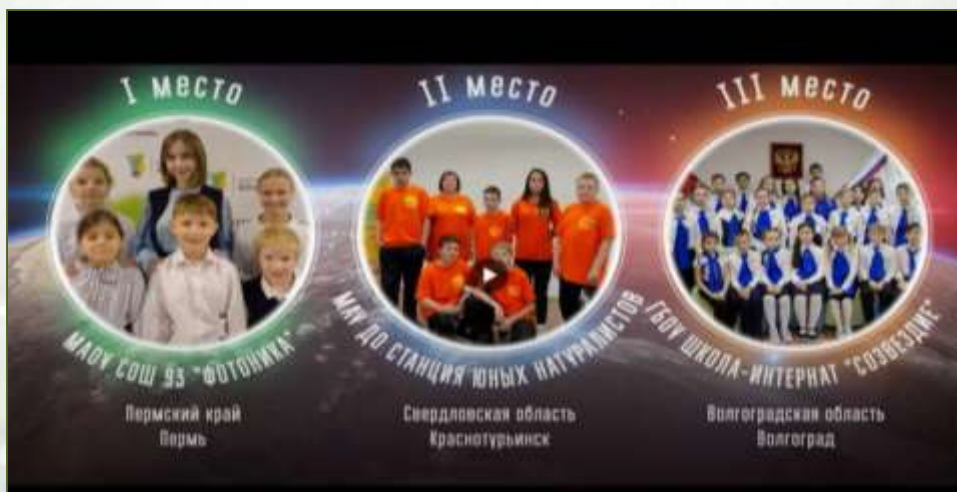 I место
МАОУ СОШ 93 "ФОТОНИКА"
Пермский край
Пермь
II место
МАУ ДО СТАНЦИЯ ЮНЫХ НАТУРАЛИСТОВ
Свердловская область
Краснотурьинск
III место
ГБОУ ШКОЛА-ИНТЕРНАТ "СОЗВЕЗДИЕ"
Волгоградская область
Волгоград